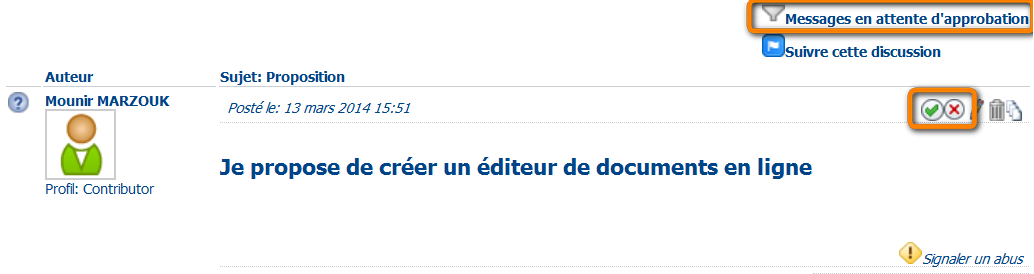 Messages en attente d'approbation
Suivre cette discussion
Auteur Sujet: Proposition
Mounir MARZOUK Posté le: 13 mars 2014 15:51
Je propose de créer un éditeur de documents en ligne
Profil: Contributor
Signaler un abus